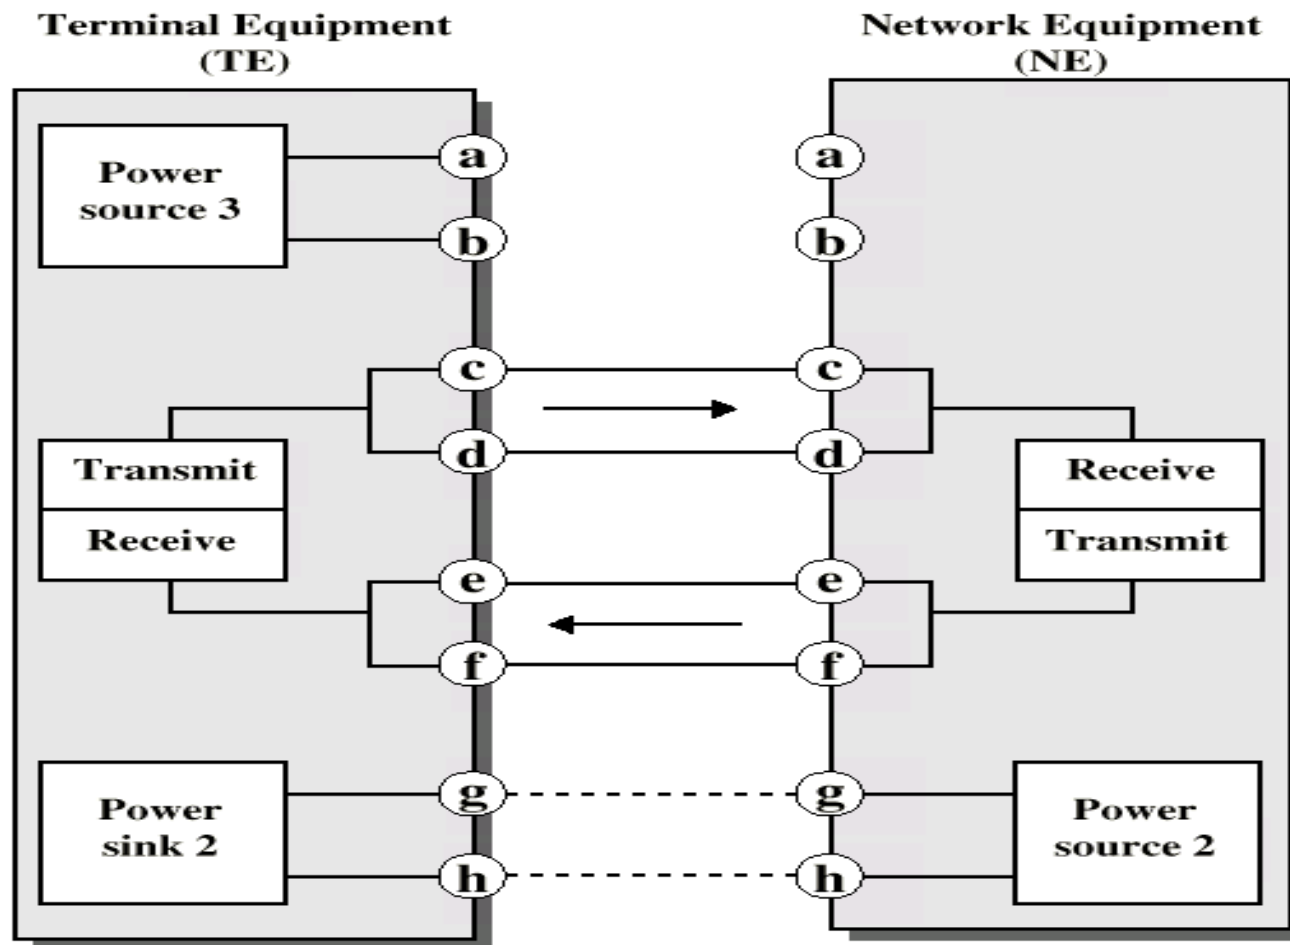 Terminal Equipment
(TE)
Network Equipment
(NE)
Power
source 3
a
b
a
b
c
d
c
d
Transmit
Receive
Receive
Transmit
e
f
e
f
Power
sink 2
g
h
g
h
Power
source 2